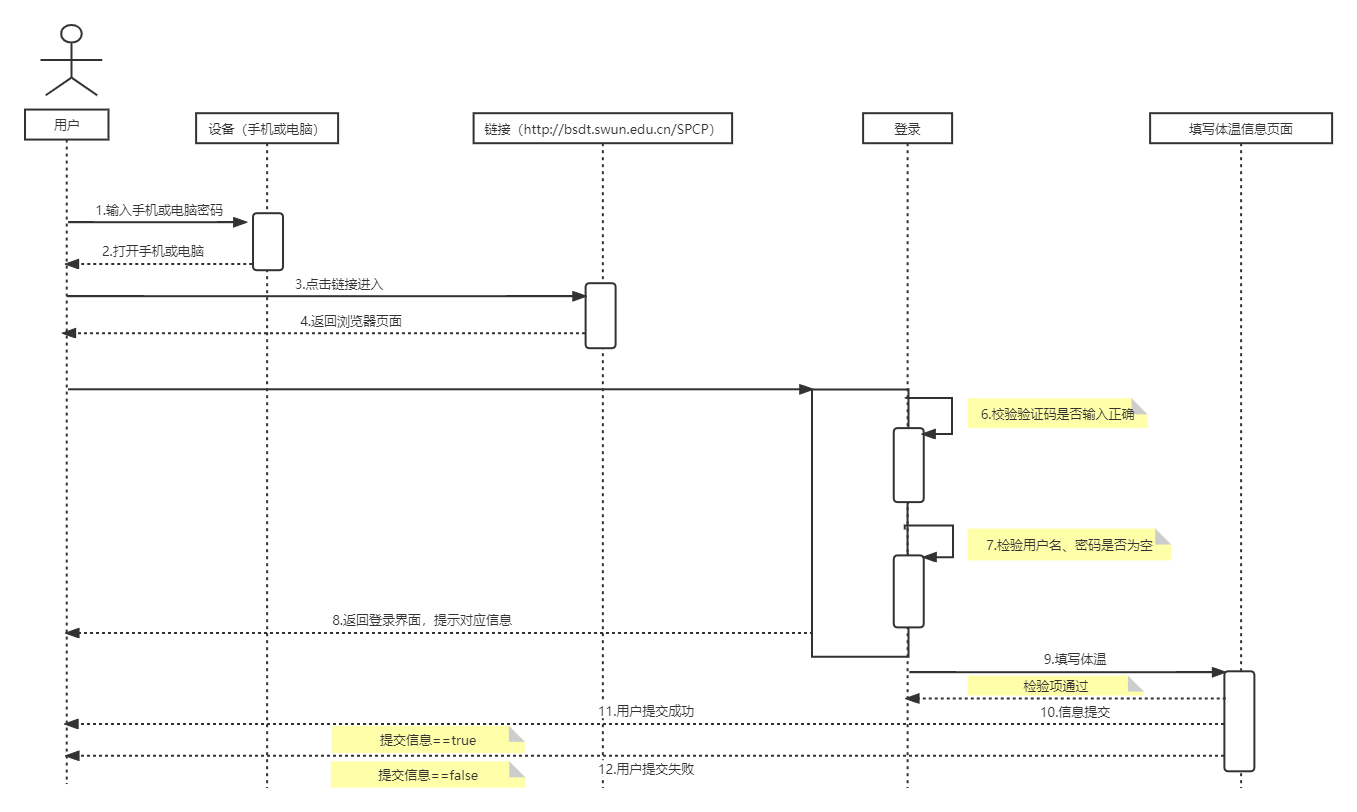 用户
设备（手机或电脑）
链接（http://bsdt.swun.edu.cn/SPCP）
登录
填写体温信息页面
1.输入手机或电脑密码
2.打开手机或电脑
3.点击链接进入
4.返回浏览器页面
6.校验验证码是否输入正确
7.检验用户名、密码是否为空
8.返回登录界面，提示对应信息
9.填写体温
检验项通过
10.信息提交
11.用户提交成功
提交信息==true
12.用户提交失败
提交信息==false